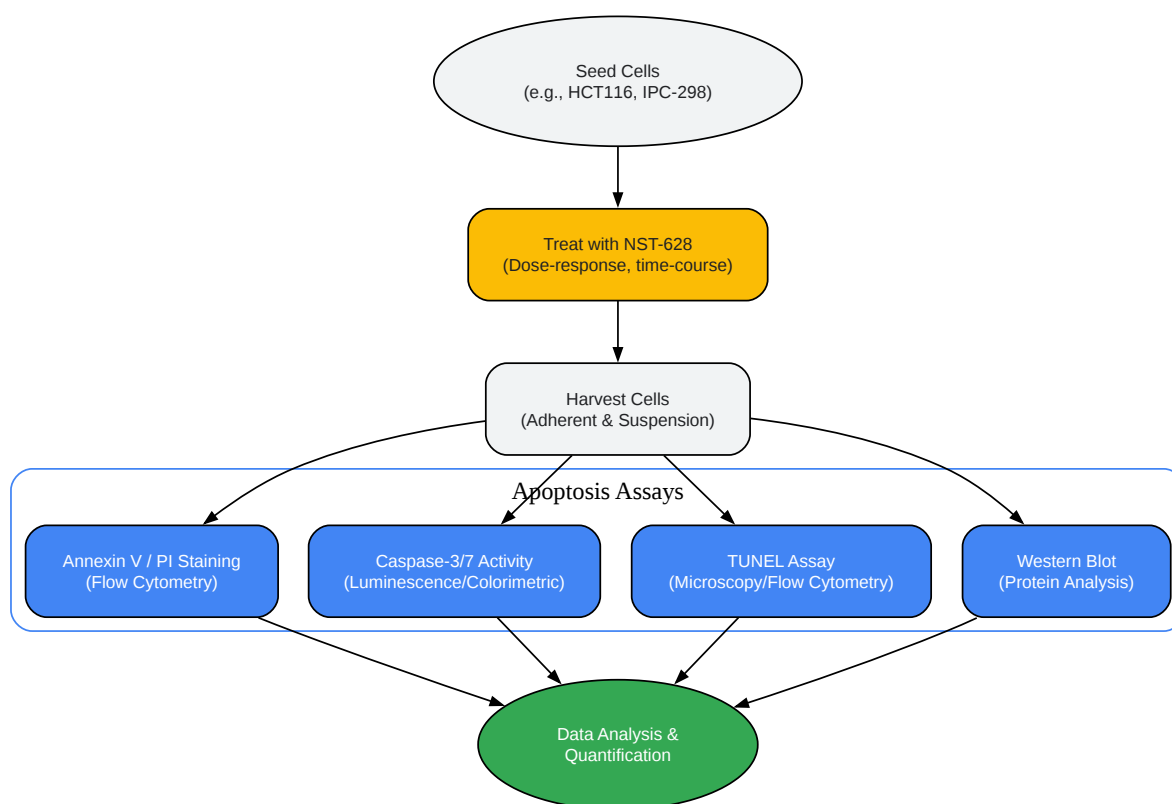 Seed Cells
(e.g., HCT116, IPC-298)
Treat with NST-628
(Dose-response, time-course)
Harvest Cells
(Adherent & Suspension)
Apoptosis Assays
Annexin V / PI Staining
(Flow Cytometry)
Caspase-3/7 Activity
(Luminescence/Colorimetric)
TUNEL Assay
(Microscopy/Flow Cytometry)
Western Blot
(Protein Analysis)
Data Analysis &
Quantification